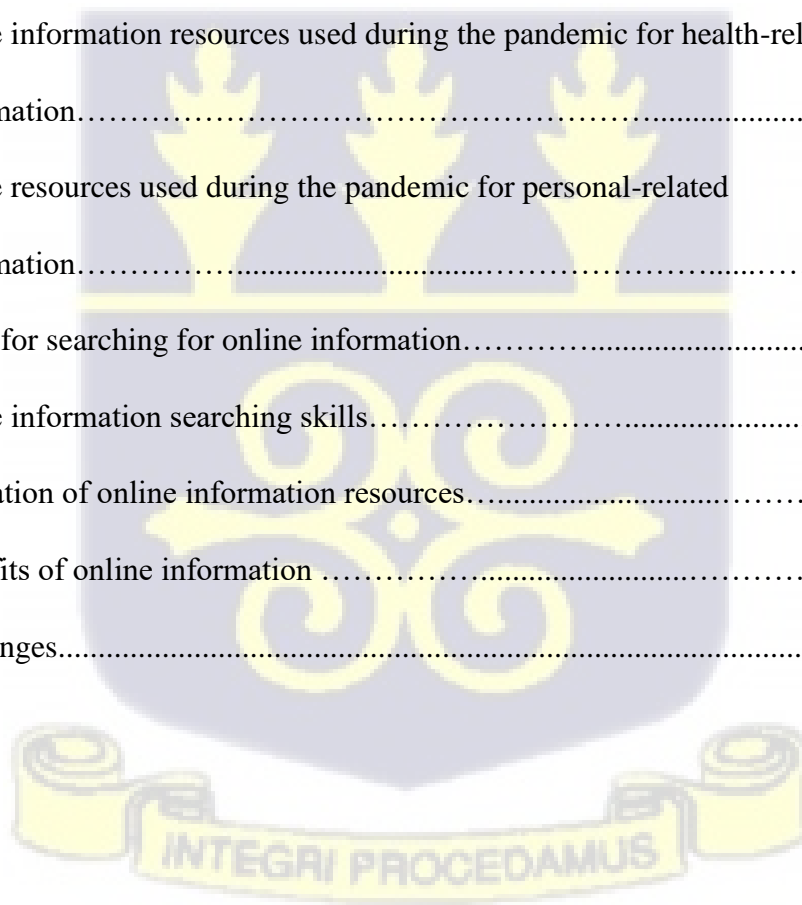 e information resources used during the pandemic for health-rel
mation……………………………………………………....................
e resources used during the pandemic for personal-related
mation……………...............................………………….....……
for searching for online information…………..........................
e information searching skills…………………….........................
ation of online information resources…...........................………
fits of online information ……………........................…………
nges....................................................................................
INTEGRI PROCEDAMUS